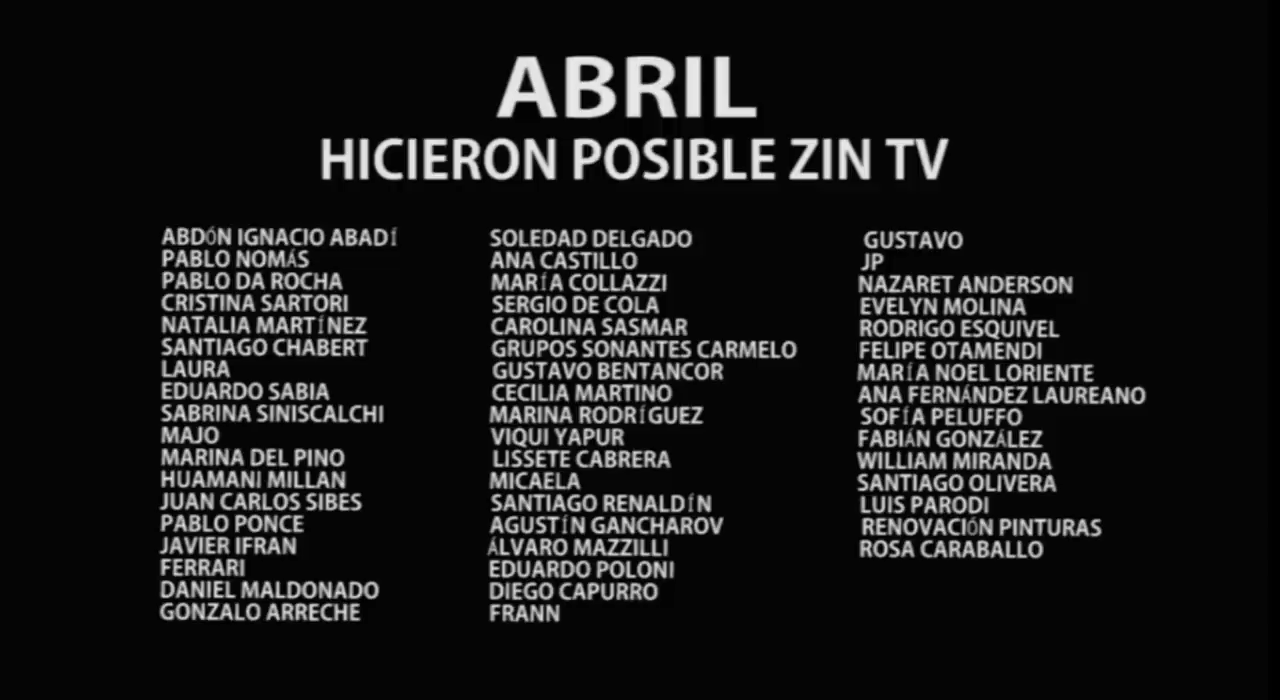 ABRIL
HICIERON POSIBLE ZIN TV
ABDÓN IGNACIO ABADÍ
PABLO NOMÁS
PABLO DA ROCHA
CRISTINA SARTORI
NATALIA MARTÍNEZ
SANTIAGO CHABERT
LAURA
EDUARDO SABIA
SABRINA SINISCALCHI
MAJO
MARINA DEL PINO
HUAMANI MILLAN
JUAN CARLOS SIBES
PABLO PONCE
JAVIER IFRAN
FERRARI
DANIEL MALDONADO
GONZALO ARRECHE
SOLEDAD DELGADO
ANA CASTILLO
MARÍA COLLAZZI
SERGIO DE COLA
CAROLINA SASMAR
GRUPOS SONANTES CARMELO
GUSTAVO BENTANCOR
CECILIA MARTINO
MARINA RODRÍGUEZ
VIQUI YAPUR
LISSETE CABRERA
MICAELA
SANTIAGO RENALDÍN
AGUSTÍN GANCHAROV
ÁLVARO MAZZILLI
EDUARDO POLONI
DIEGO CAPURRO
FRANN
GUSTAVO
JP
NAZARET ANDERSON
EVELYN MOLINA
RODRIGO ESQUIVEL
FELIPE OTAMENDI
MARÍA NOEL LORIENTE
ANA FERNÁNDEZ LAUREANO
SOFÍA PELUFFO
FABIÁN GONZÁLEZ
WILLIAM MIRANDA
SANTIAGO OLIVERA
LUIS PARODI
RENOVACIÓN PINTURAS
ROSA CARABALLO